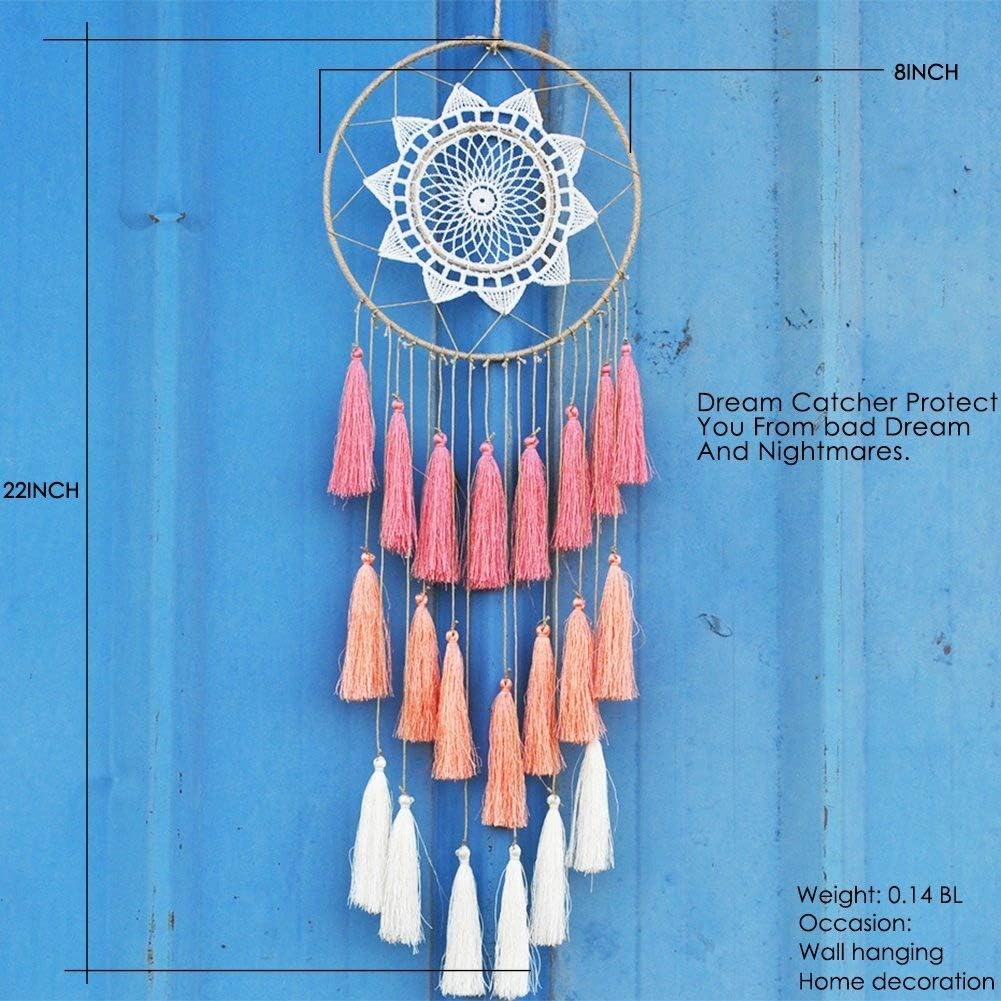 8INCH
Dream Catcher Protect
You From bad Dream
And Nightmares.
22INCH
Weight: 0.14 BL
Occasion:
Wall hanging
Home decoration